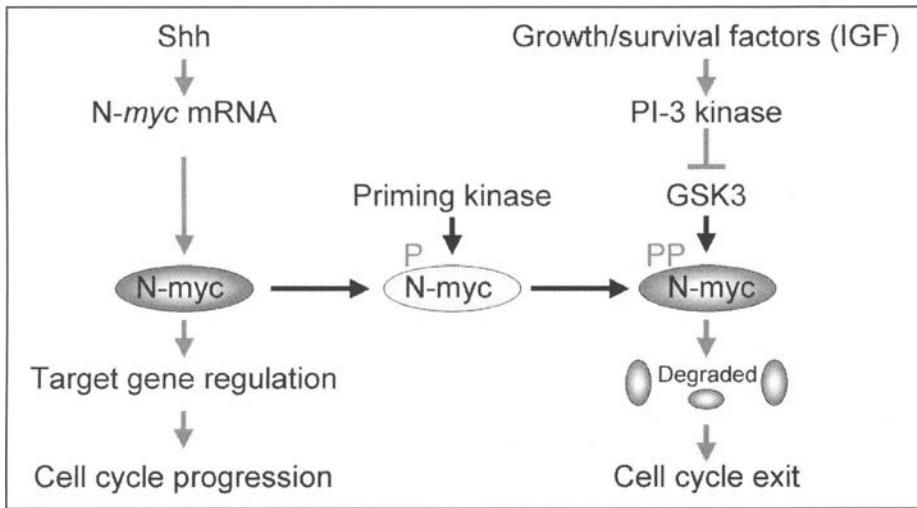 Shh
Growth/survival factors (IGF)
N-myc mRNA
PI-3 kinase
Priming kinase
GSK3
P
PP
N-myc
N-myc
N-myc
Target gene regulation
Degraded
Cell cycle progression
Cell cycle exit